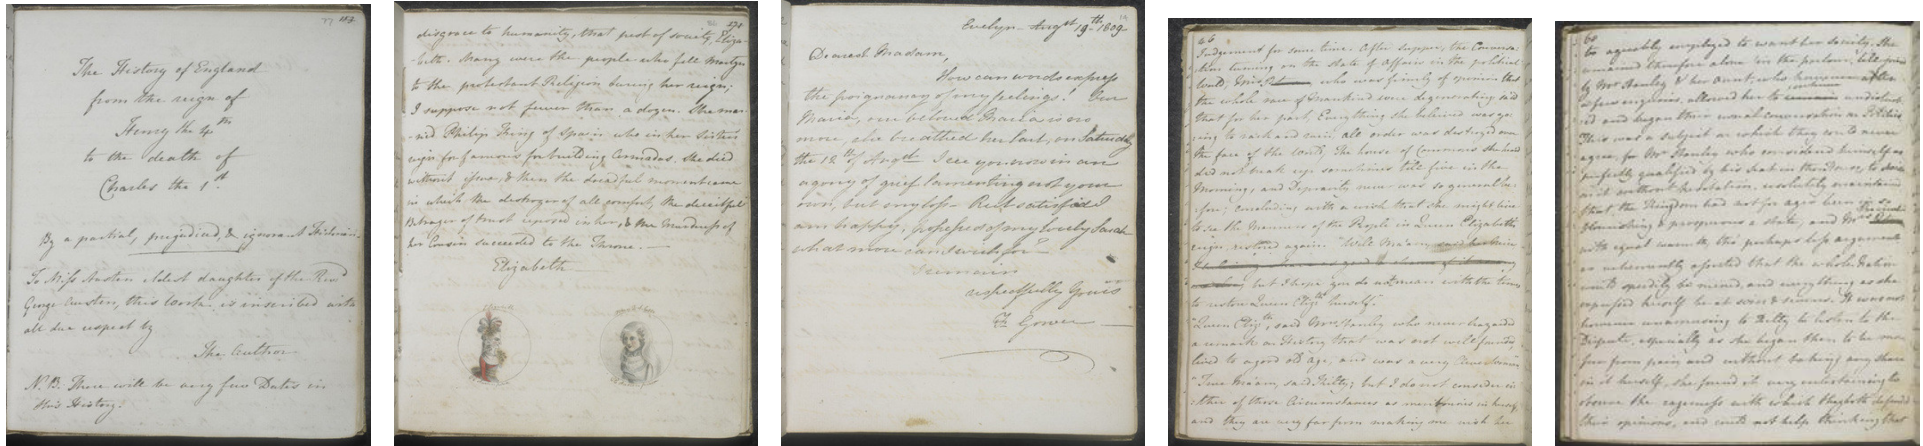 153
The History of England
from the reign of
Henry the 4th
to the death of
Charles the 1st.
By a partial, prejudiced, & ignorant Historian.
To Miss Austen eldest daughter of the Revd
George Austen, this Work is inscribed with
all due respect by
The Author
N.B. There will be very few Dates in
this History.
disgrace to humanity, that pest of society, Eliza-
-beth. Many were the people who fell Martyrs
to the protestant Religion during her reign;
I suppose not fewer than a dozen. She mar-
-ried Philip King of Spain who in her Sisters
reign for famous for building Armadas. She died
without issue, & then the dreadful moment came
in which the destroyer of all comfort, the deceitful
Betrayer of trust reposed in her, & the Murderess of
her Cousin succeeded to the Throne.
Elizabeth
Evelyn - Augst 19th 1809
Dearest Madam,
How can words express
the poignancy of my feelings! Our
Maria, our beloved Maria is no
more, she breathed her last, on Saturday
the 12th of Augst I see you now in an
agony of grief lamenting not your
own, but my loss - Rest satisfied I
am happy; possessed of my lovely Sarah
what more can I wish for?
I remain
respectfully Yours
Fr. Gower
Judgement for some time. After supper, the Conversa-
tion turning on the state of Affairs in the political
World, Mrs P who was firmly of opinion that
the whole race of Mankind were degenerating said
that for her part, Everything she believed was go-
ing to rack and ruin, all order was destroyed over
the face of the World, The house of Commons she heard
did not break up sometimes till five in the
Morning, and Depravity never was so general be-
fore; concluding with a wish that she might live
to see the Manners of the People in Queen Elizabeths
reign, restored again. Well Ma'am said her
but I hope you do not mean with the times
to restore Queen Elizth herself.
Queen Elizth, said Mrs Stanley who never hazarded
a remark on History that was not well founded
lived to a good old age, and was a very Clever Woman
True Ma'am, said Kitty; but I do not consider ei-
ther of those Circumstances as meritorious in herself
and they are very far from making me wish her
60
so agreably employed to want her society. She
remained therefore alone in the parlour, till
by Mr Stanley & her Aunt, who
a few enquiries, allowed her to
and began their usual conversation on Politics.
This was a subject on which they could never
agree, for Mr Stanley who considered himself as
perfectly qualified by his Seat in the House, to decide
on it without hesitation, resolutely maintained
that the Kingdom had not for ages been in so
flourishing & prosperous a state, and Mrs
with equal warmth, tho' perhaps less argument
as vehemently asserted that the whole Nation
would speedily be ruined, and everything as she
expressed herself be at sixes & sevens. It was not
however unamusing to Kitty to listen to the
Dispute, especially as she began then to be more
free from pain, and without taking any share
in it herself, she found it very entertaining to
observe the eagerness with which they both defended
their opinions, and could not help thinking that